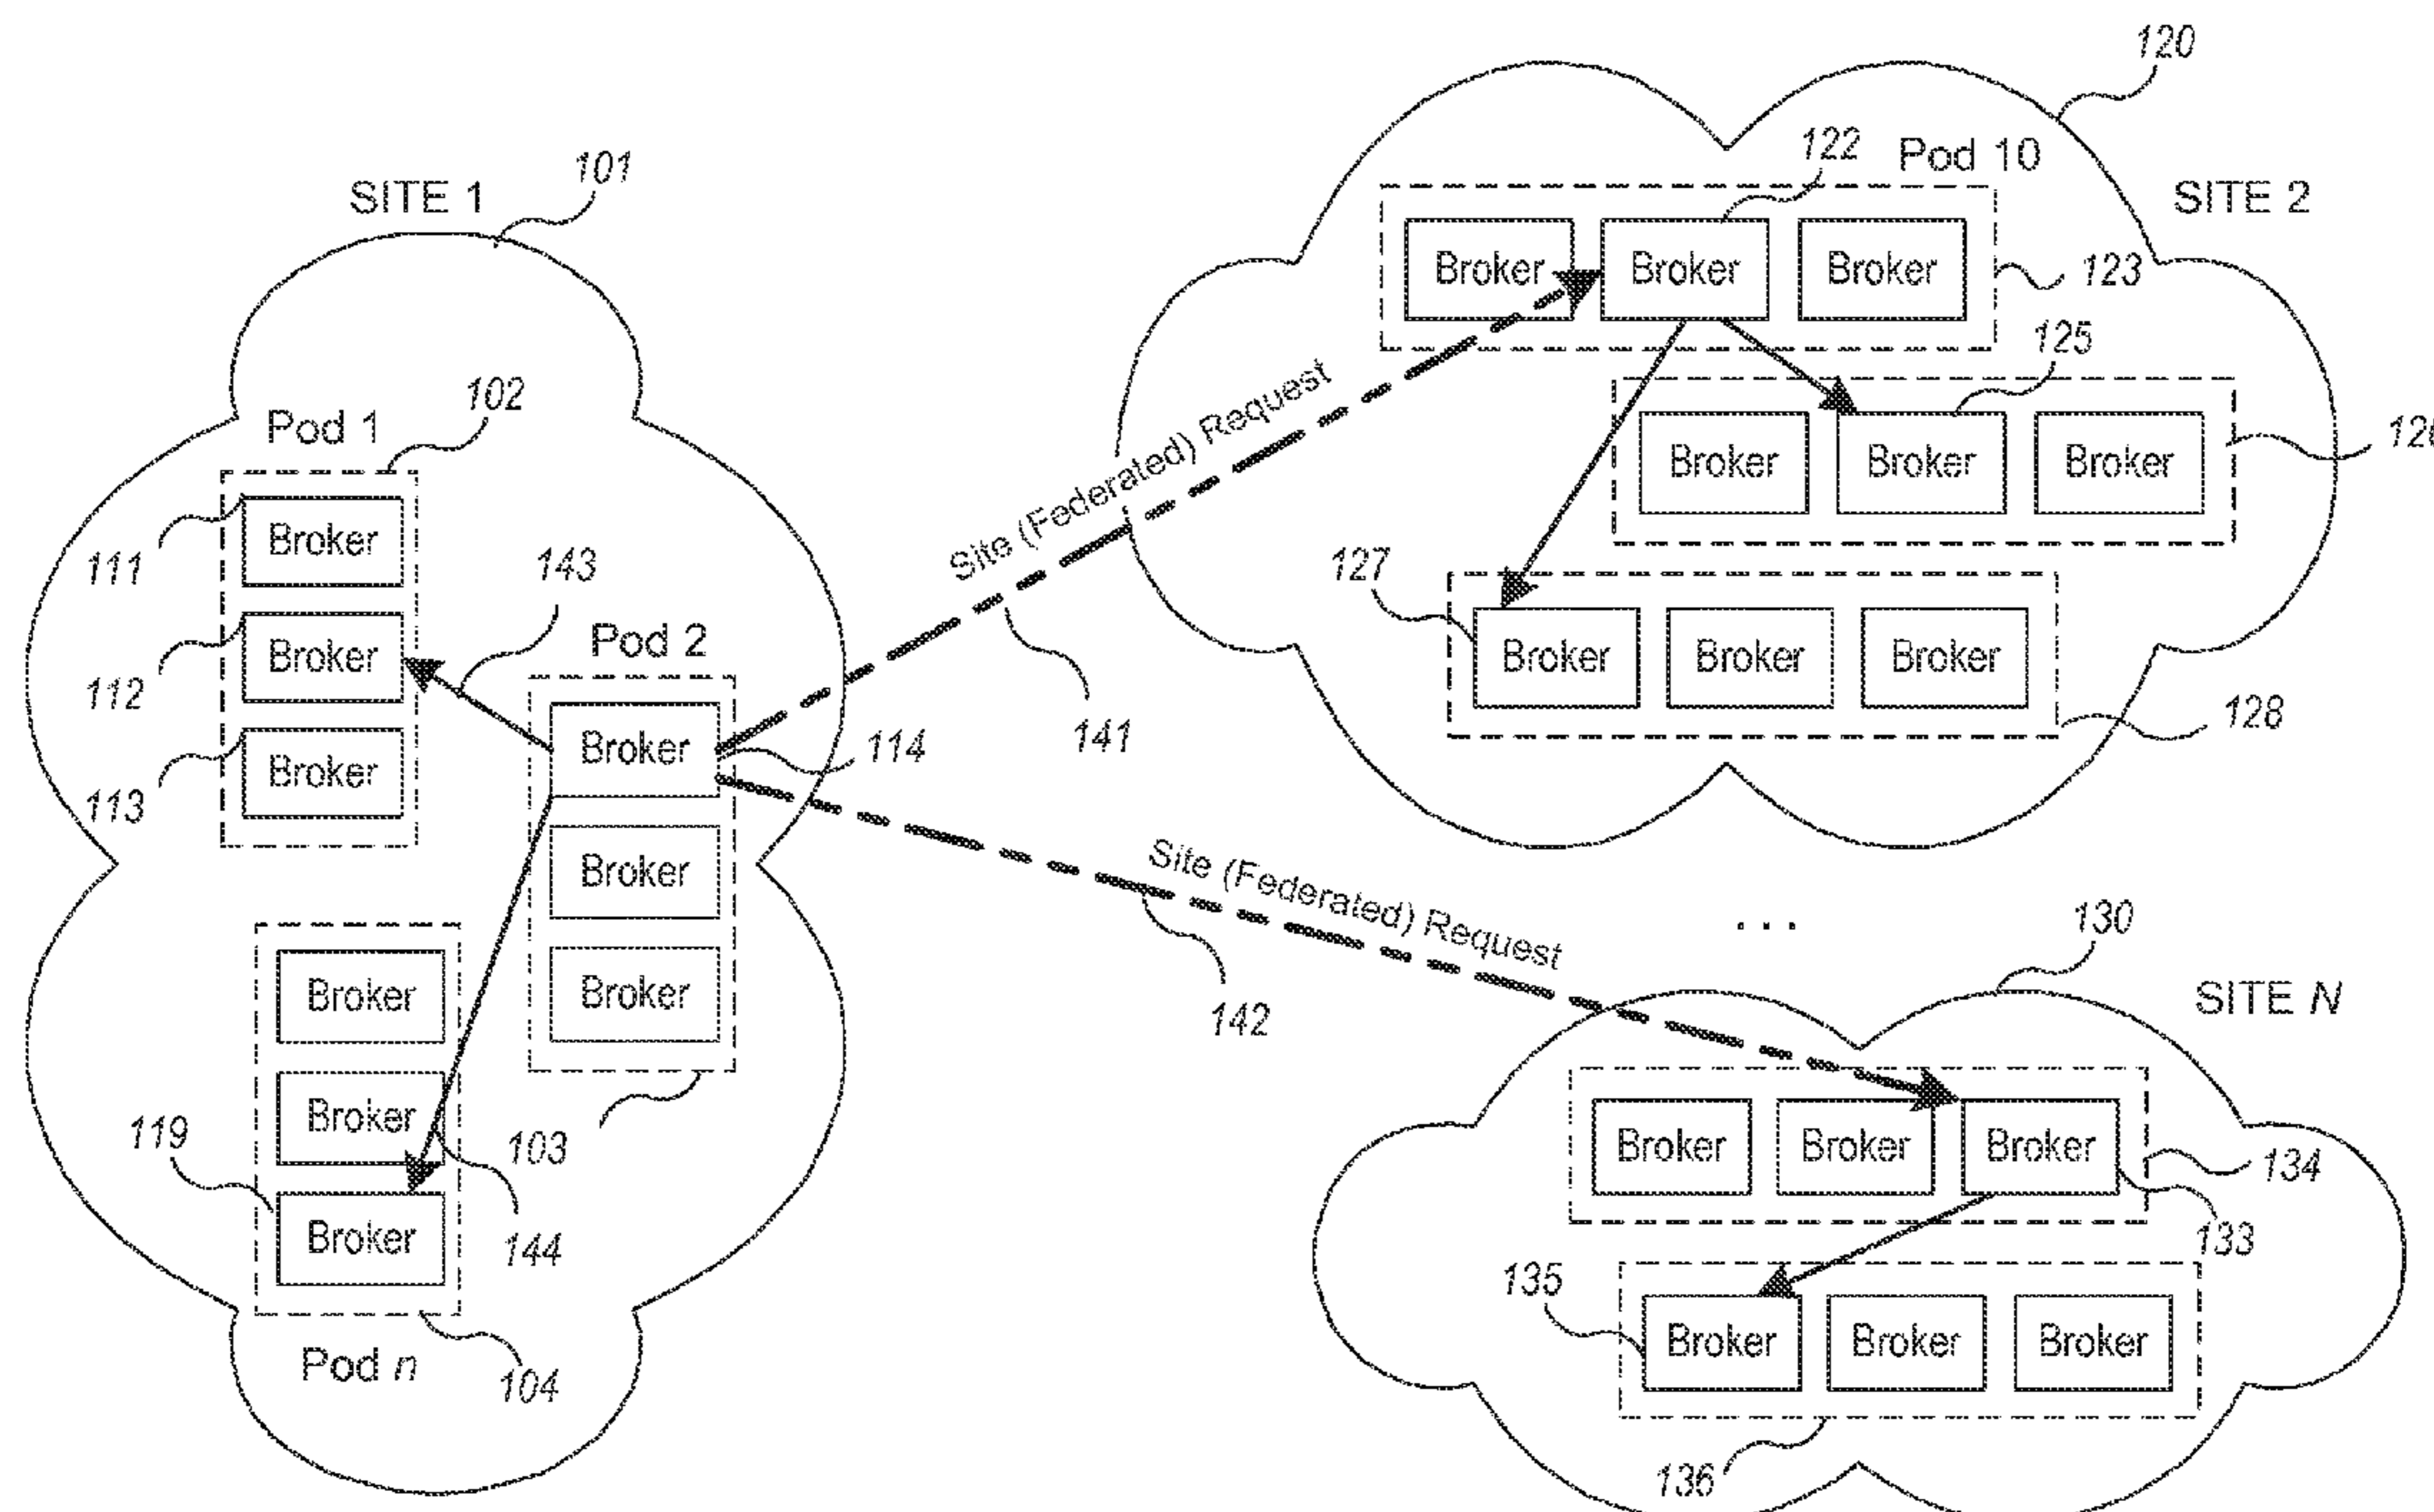 120
122
Pod 10
SITE 2
Broker
Broker
Broker
123
125
Broker
Broker
Broker
127
Broker
Broker
Broker
128
SITE 1
101
102
Pod 1
111
Broker
112
Broker
113
Broker
143
Pod 2
Broker
114
Broker
Broker
103
Site (Federated) Request
141
Site (Federated) Request
142
Broker
Broker
119
Broker
144
Pod n
104
...
130
SITE N
Broker
Broker
Broker
134
133
135
Broker
Broker
Broker
136